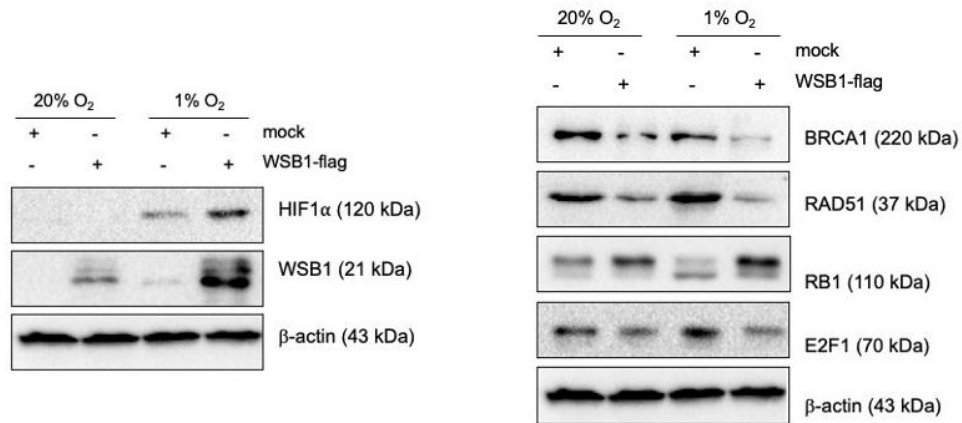 20% O₂ 1% O₂
+ - + - mock
- + - + WSB1-flag
HIF1α (120 kDa)
WSB1 (21 kDa)
β-actin (43 kDa)
20% O₂ 1% O₂
+ - + - mock
- + - + WSB1-flag
BRCA1 (220 kDa)
RAD51 (37 kDa)
RB1 (110 kDa)
E2F1 (70 kDa)
β-actin (43 kDa)